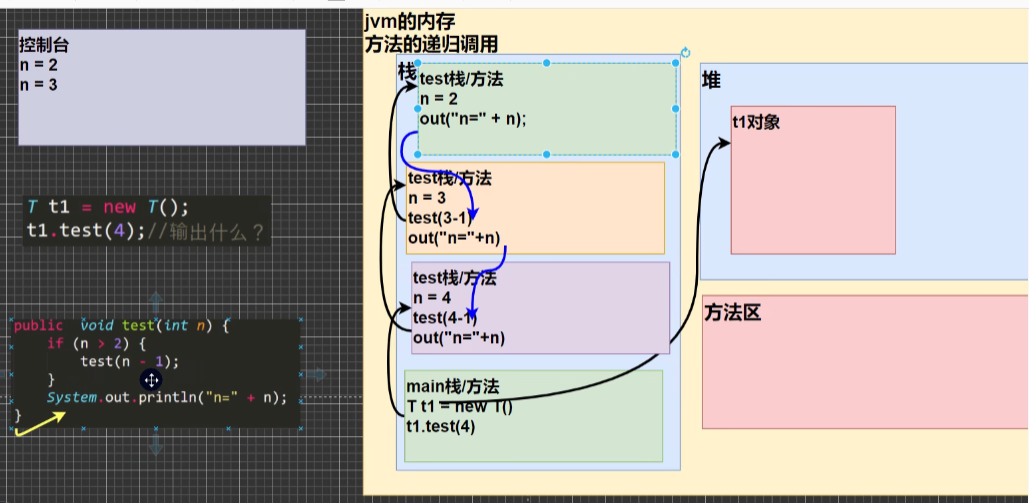 控制台
n = 2
n = 3
T t1 = new T();
t1.test(4);//输出什么？
public void test(int n) {
if (n > 2) {
test(n - 1);
}
System.out.println("n=" + n);
}
jvm的内存
方法的递归调用
栈
test栈/方法
n = 2
out("n=" + n);
test栈/方法
n = 3
test(3-1)
out("n="+n)
test栈/方法
n = 4
test(4-1)
out("n="+n)
main栈/方法
T t1 = new T()
t1.test(4)
堆
t1对象
方法区